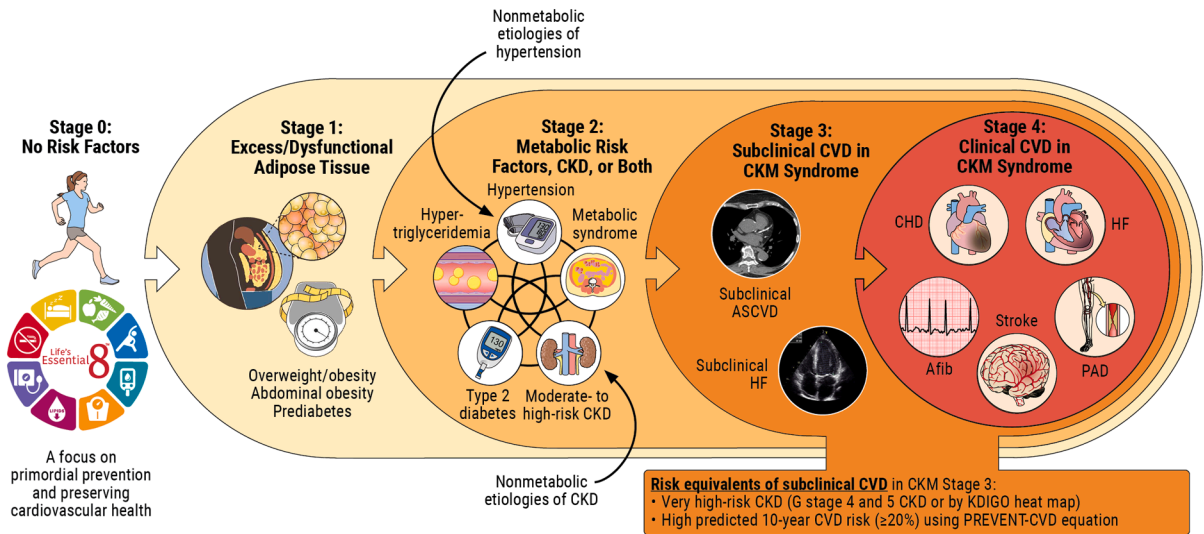 Nonmetabolic
etiologies of
hypertension
Stage 0:
No Risk Factors
Life's
Essential 8™
LIPIDS
A focus on
primordial prevention
and preserving
cardiovascular health
Stage 1:
Excess/Dysfunctional
Adipose Tissue
Overweight/obesity
Abdominal obesity
Prediabetes
Stage 2:
Metabolic Risk
Factors, CKD, or Both
Hypertension
Hyper-
triglyceridemia
Metabolic
syndrome
130
Type 2
diabetes
Moderate- to
high-risk CKD
Nonmetabolic
etiologies of CKD
Stage 3:
Subclinical CVD in
CKM Syndrome
Subclinical
ASCVD
Subclinical
HF
Stage 4:
Clinical CVD in
CKM Syndrome
CHD
HF
Afib
Stroke
PAD
Risk equivalents of subclinical CVD in CKM Stage 3:
• Very high-risk CKD (G stage 4 and 5 CKD or by KDIGO heat map)
• High predicted 10-year CVD risk (≥20%) using PREVENT-CVD equation